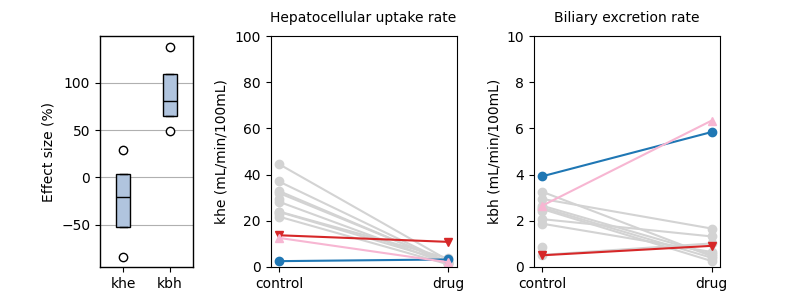 Hepatocellular uptake rate
Biliary excretion rate
Effect size (%)
100
50
0
−50
khe
kbh
khe (mL/min/100mL)
100
80
60
40
20
0
control
drug
kbh (mL/min/100mL)
10
8
6
4
2
0
control
drug